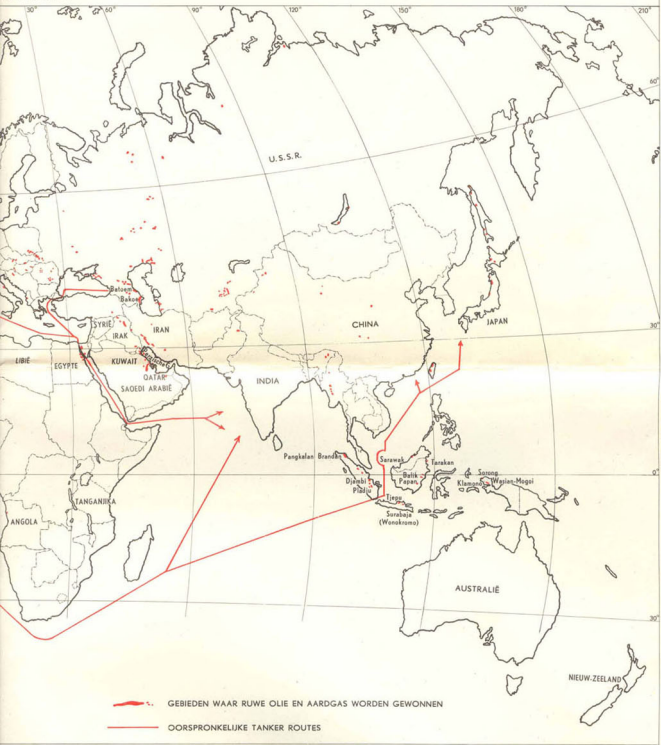 30°
60°
90°
120°
150°
180°
210°
60°
U.S.S.R.
Batoem
Bakoe
SYRIË
IRAK
IRAN
CHINA
JAPAN
30°
LIBIË
EGYPTE
KUWAIT
QATAR
SAOEDI ARABIË
INDIA
Pangkalan Brandan
Sarawak
Tarakan
Balik
Papan
Sorong
Klamono
Wasian-Mogoi
0°
Djambi
Pladju
Tjepu
Surabaja
(Wonokromo)
TANGANJIKA
ANGOLA
AUSTRALIË
30°
NIEUW-ZEELAND
GEBIEDEN WAAR RUWE OLIE EN AARDGAS WORDEN GEWONNEN
OORSPRONKELIJKE TANKER ROUTES